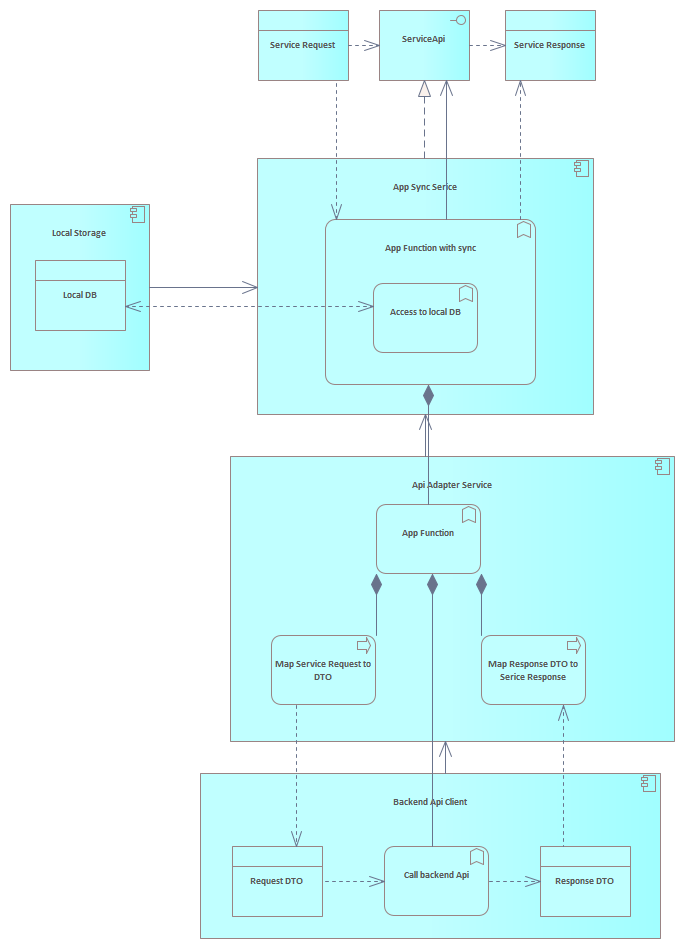 Service Request
ServiceApi
Service Response
App Sync Serice
Local Storage
App Function with sync
Local DB
Access to local DB
Api Adapter Service
App Function
Map Service Request to
DTO
Map Response DTO to
Serice Response
Backend Api Client
Request DTO
Call backend Api
Response DTO